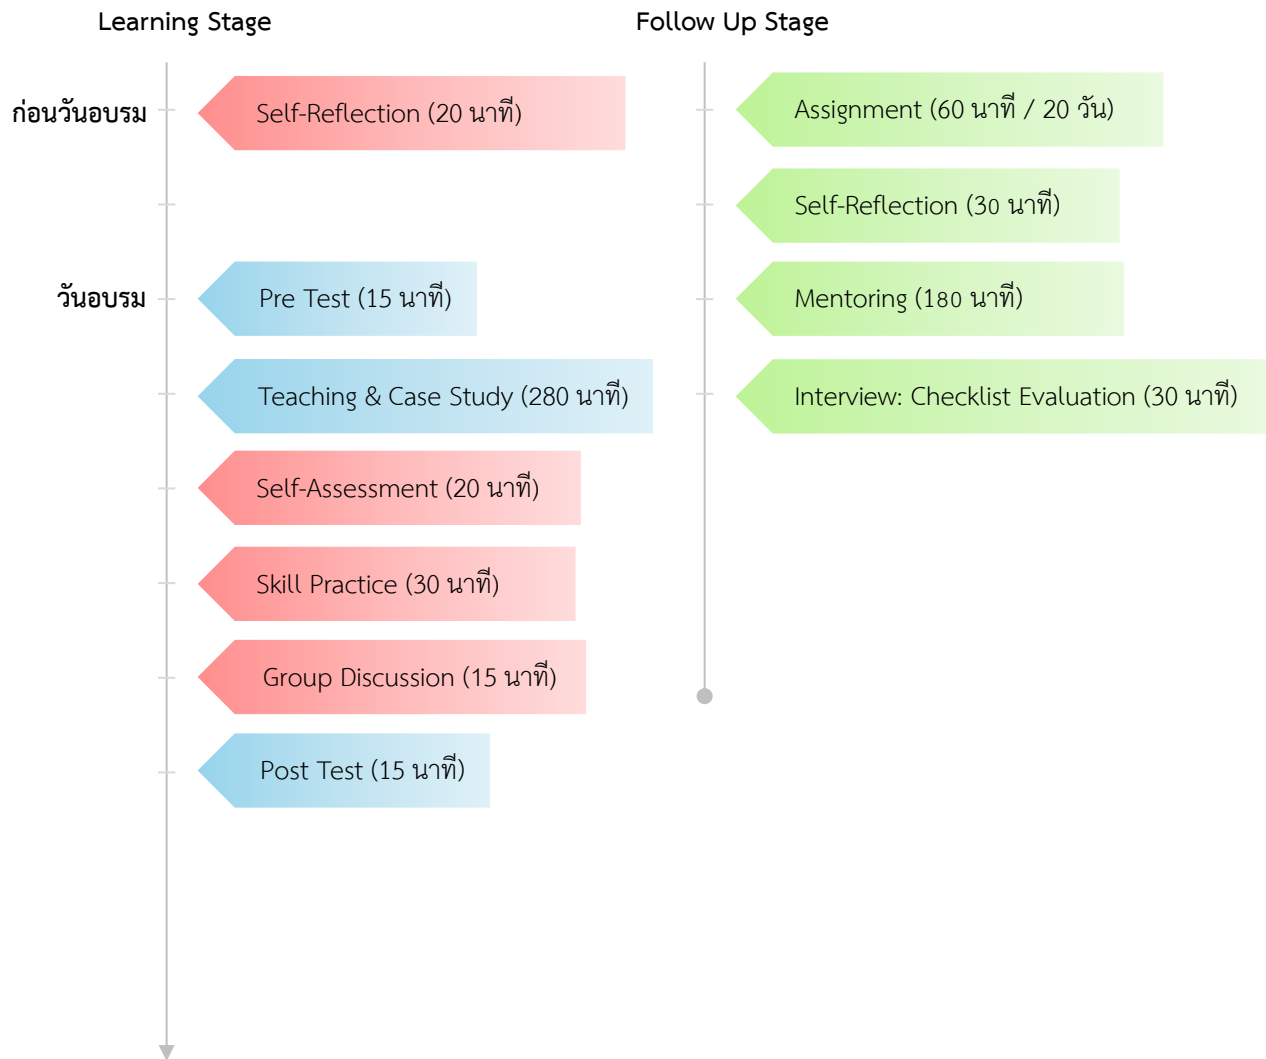 Learning Stage
ก่อนวันอบรม
Self-Reflection (20 นาที)
วันอบรม
Pre Test (15 นาที)
Teaching & Case Study (280 นาที)
Self-Assessment (20 นาที)
Skill Practice (30 นาที)
Group Discussion (15 นาที)
Post Test (15 นาที)
Follow Up Stage
Assignment (60 นาที / 20 วัน)
Self-Reflection (30 นาที)
Mentoring (180 นาที)
Interview: Checklist Evaluation (30 นาที)